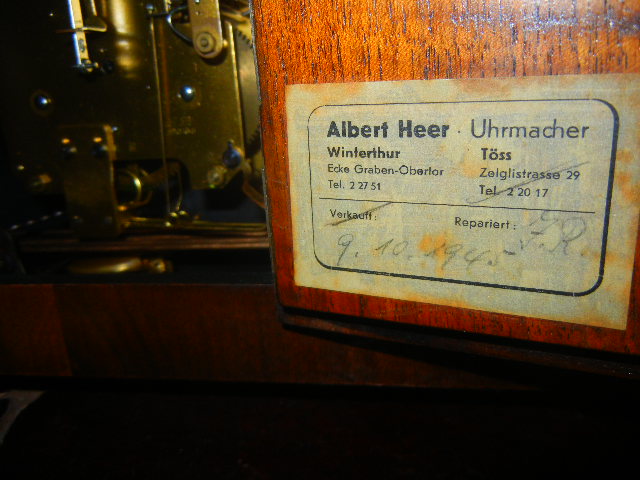 Albert Heer · Uhrmacher
Winterthur Töss
Ecke Graben-Obertor Zelglistrasse 29
Tel. 2 27 51 Tel. 2 20 17
Verkauft: Repariert:
9. 10. 1945 F.R.